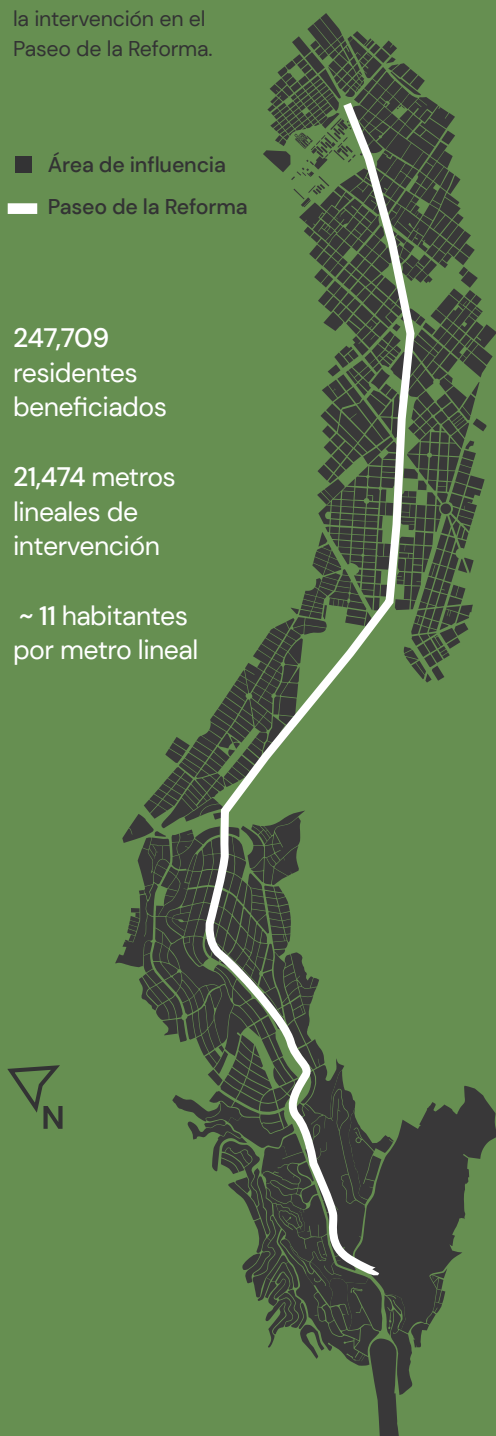 la intervención en el
Paseo de la Reforma.
Área de influencia
Paseo de la Reforma
247,709
residentes
beneficiados
21,474 metros
lineales de
intervención
~ 11 habitantes
por metro lineal
N